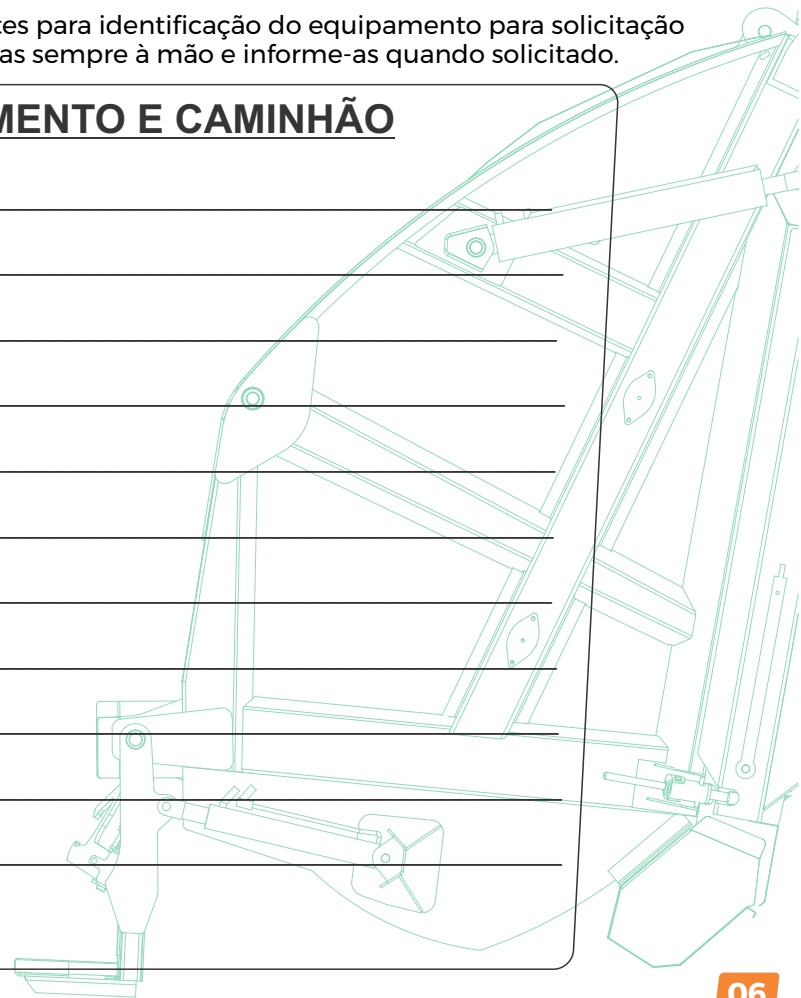 tes para identificação do equipamento para solicitação
as sempre à mão e informe-as quando solicitado.
MENTO E CAMINHÃO
06